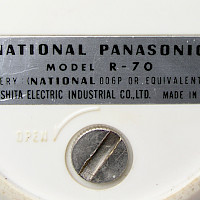 NATIONAL PANASONIC
MODEL R-70
ERY (NATIONAL 006P OR EQUIVALENT
SHITA ELECTRIC INDUSTRIAL CO.,LTD. MADE IN
OPEN